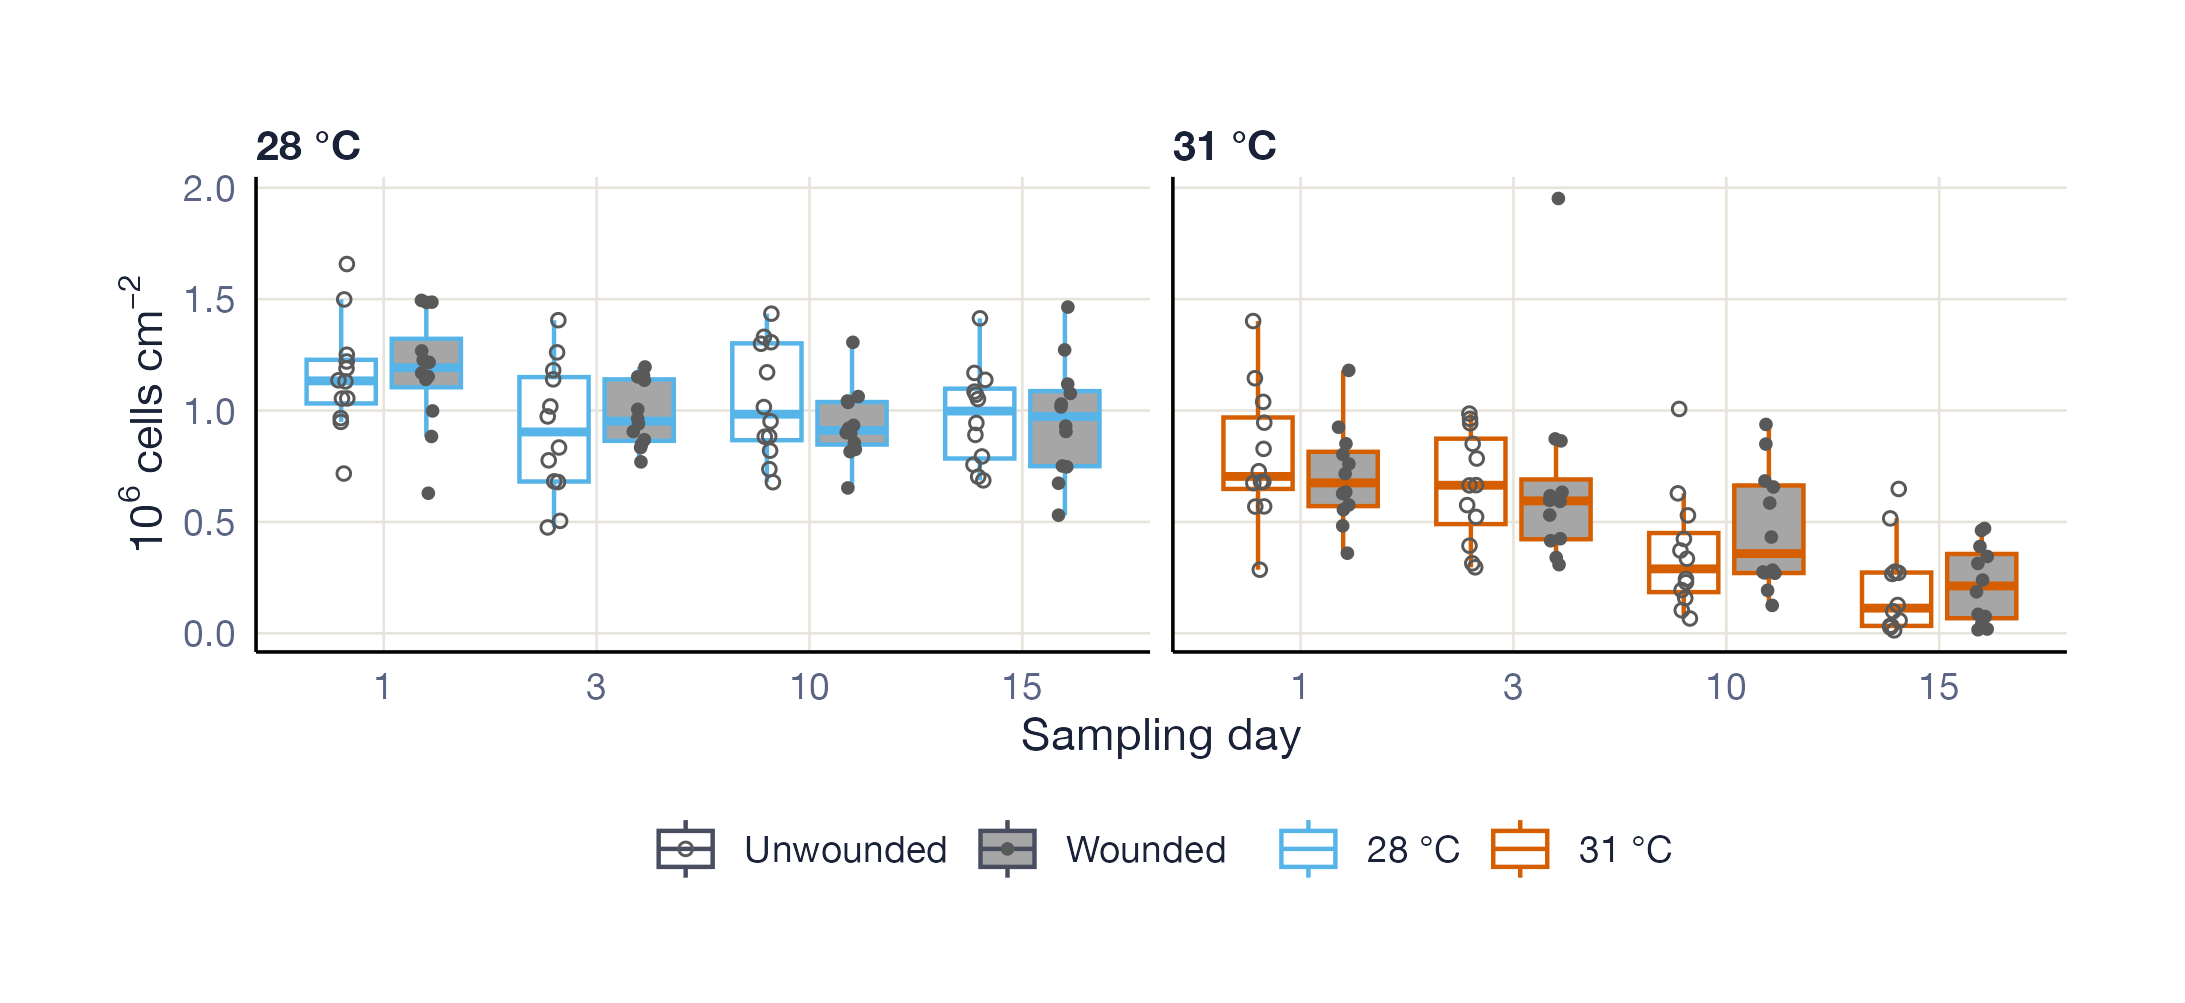 28 °C
31 °C
2.0
1.5
1.0
0.5
0.0
10⁶ cells cm⁻²
1 3 10 15
1 3 10 15
Sampling day
Unwounded Wounded 28 °C 31 °C